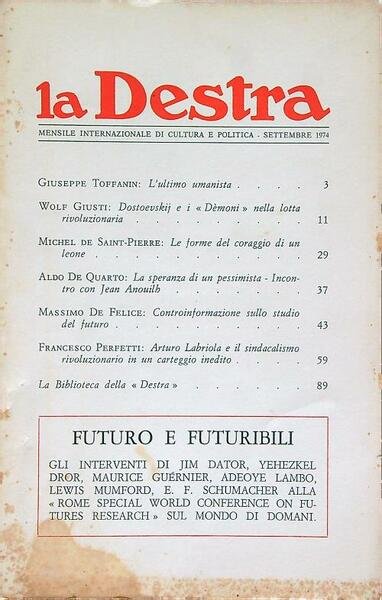 la Destra
MENSILE INTERNAZIONALE DI CULTURA E POLITICA - SETTEMBRE 1974
GIUSEPPE TOFFANIN: L'ultimo umanista . . . . 3
WOLF GIUSTI: Dostoevskij e i « Dèmoni » nella lotta
rivoluzionaria . . . . . . . . . 11
MICHEL DE SAINT-PIERRE: Le forme del coraggio di un
leone . . . . . . . . . . . 29
ALDO DE QUARTO: La speranza di un pessimista - Incon-
tro con Jean Anouilh . . . . . . . 37
MASSIMO DE FELICE: Controinformazione sullo studio
del futuro . . . . . . . . . . 43
FRANCESCO PERFETTI: Arturo Labriola e il sindacalismo
rivoluzionario in un carteggio inedito . . . . 59
La Biblioteca della « Destra » . . . . . . 89
FUTURO E FUTURIBILI
GLI INTERVENTI DI JIM DATOR, YEHEZKEL
DROR, MAURICE GUÉRNIER, ADEOYE LAMBO,
LEWIS MUMFORD, E. F. SCHUMACHER ALLA
« ROME SPECIAL WORLD CONFERENCE ON FU-
TURES RESEARCH » SUL MONDO DI DOMANI.